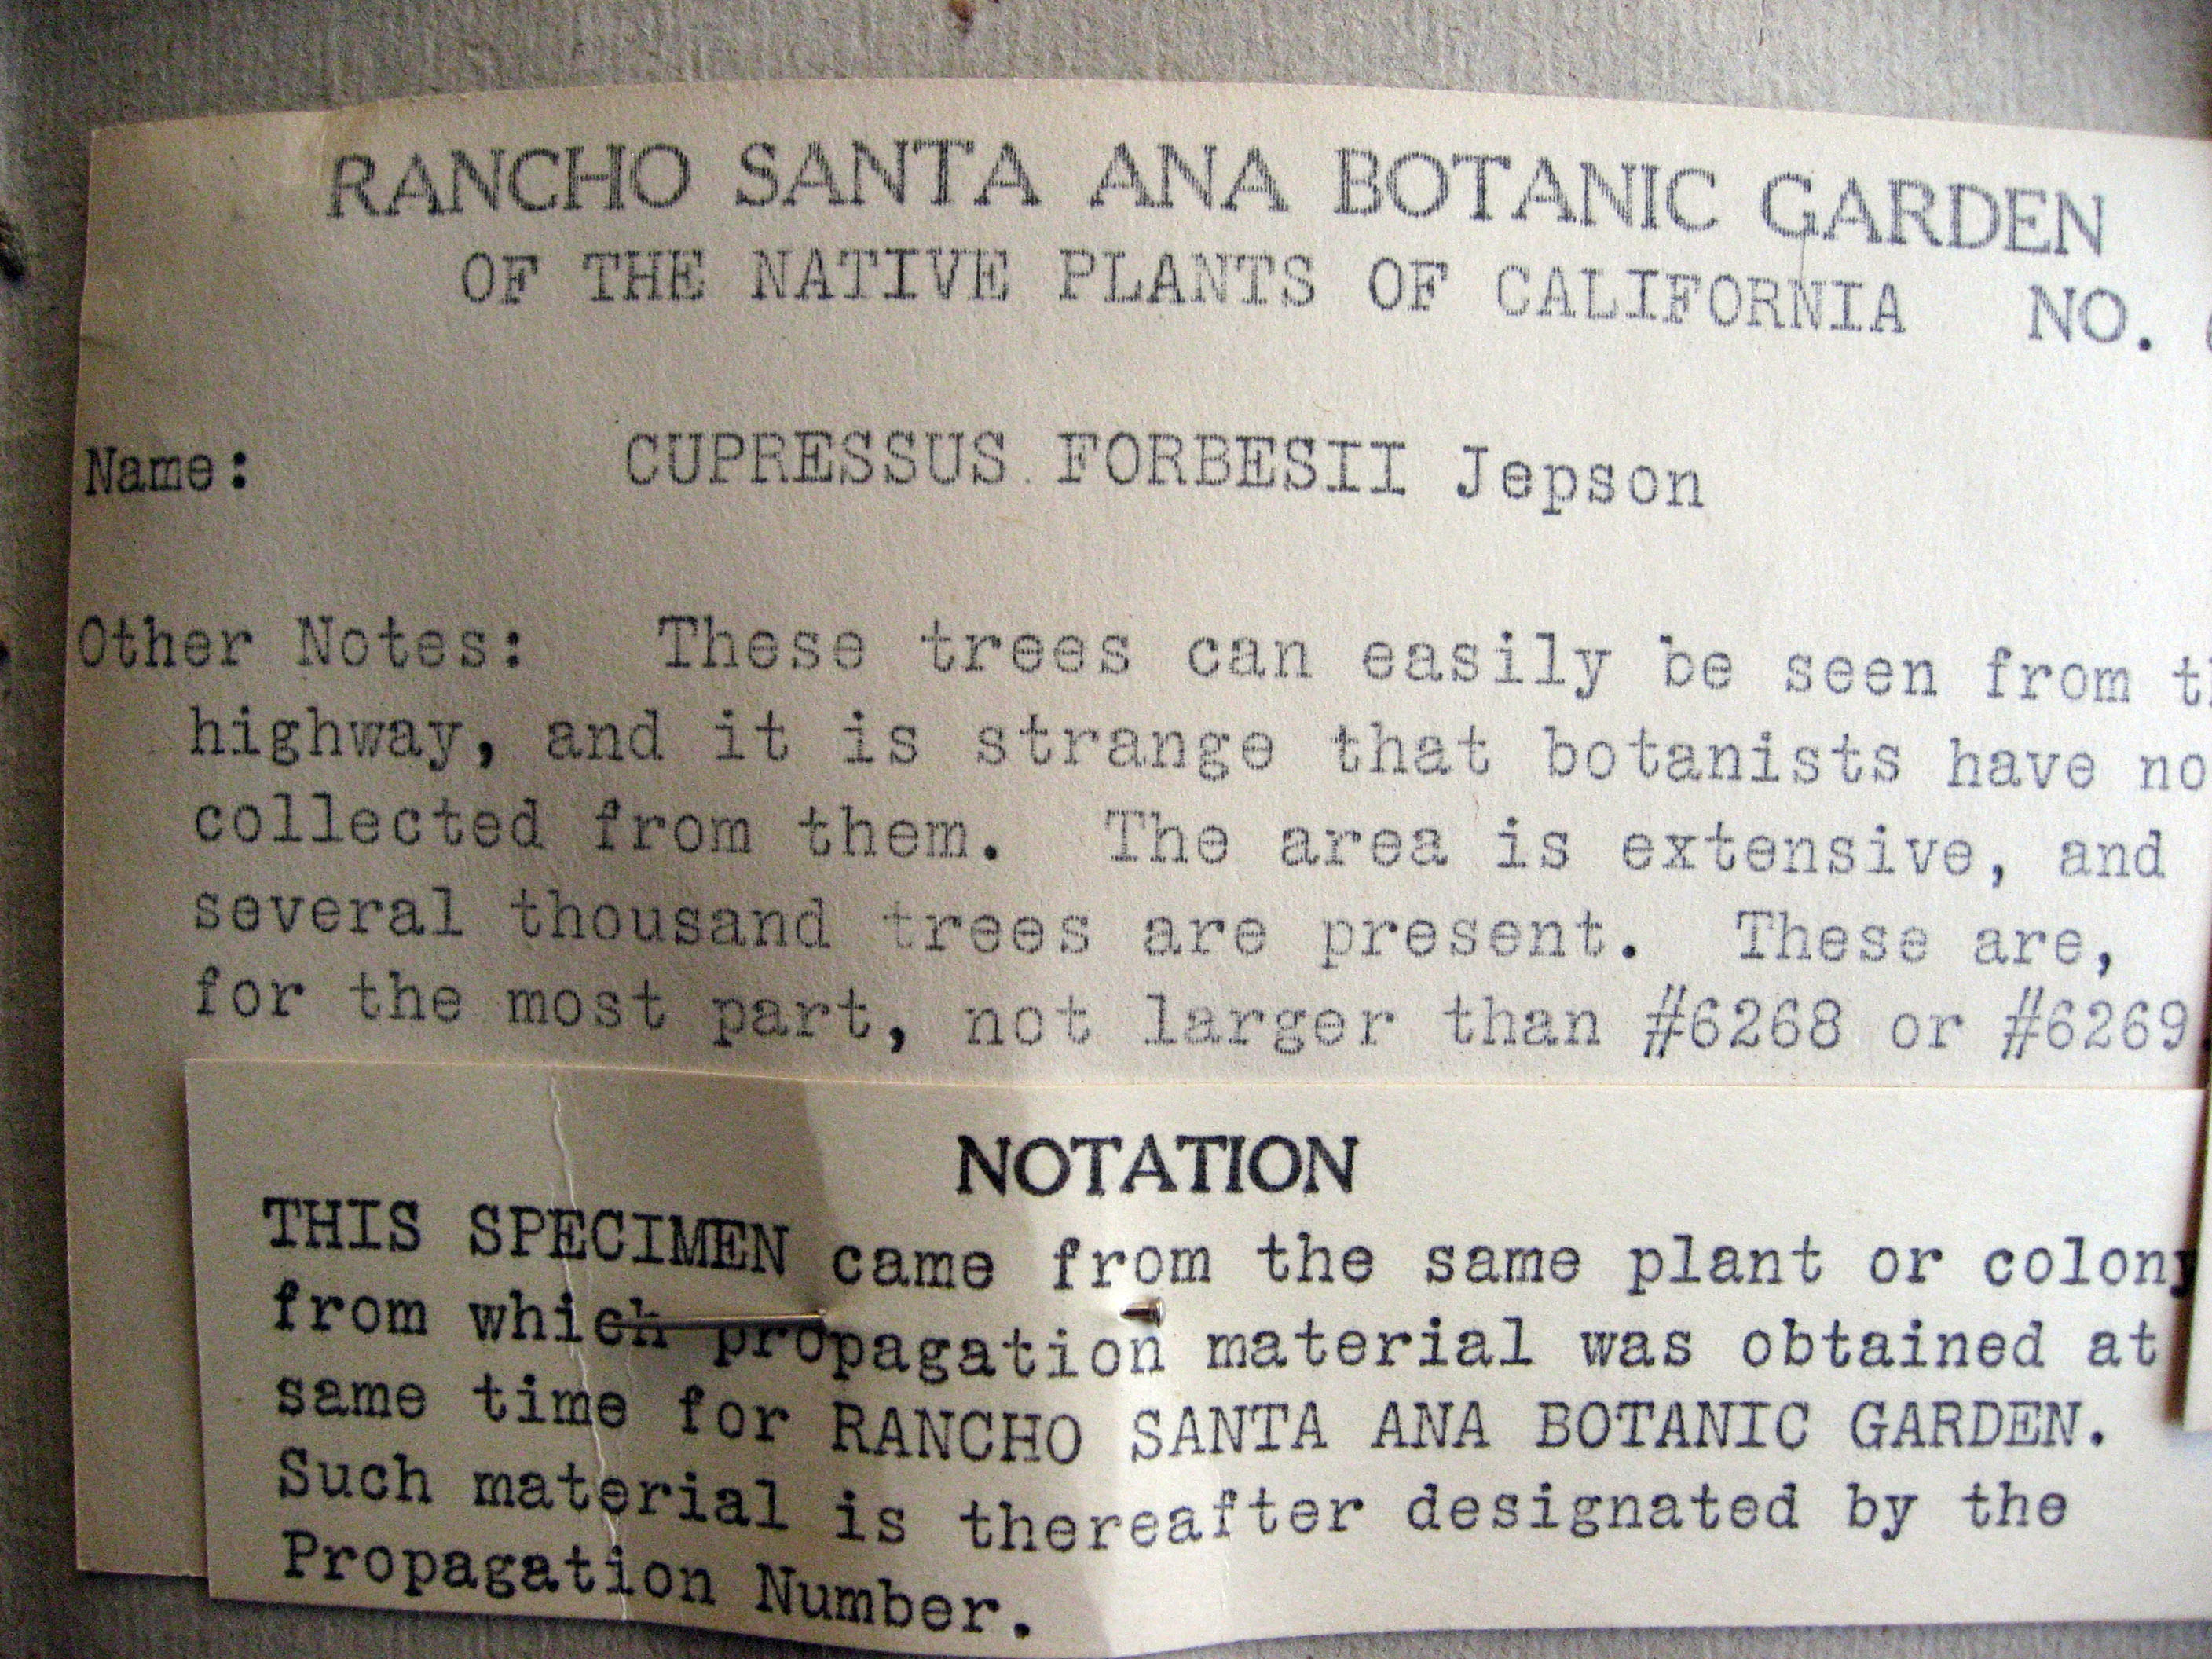 RANCHO SANTA ANA BOTANIC GARDEN
OF THE NATIVE PLANTS OF CALIFORNIA NO.
Name: CUPRESSUS FORBESII Jepson
Other Notes: These trees can easily be seen from
highway, and it is strange that botanists have
collected from them. The area is extensive, and
several thousand trees are present. These are,
for the most part, not larger than #6268 or #6269
NOTATION
THIS SPECIMEN came from the same plant or colony
from which propagation material was obtained at
same time for RANCHO SANTA ANA BOTANIC GARDEN.
Such material is thereafter designated by the
Propagation Number.